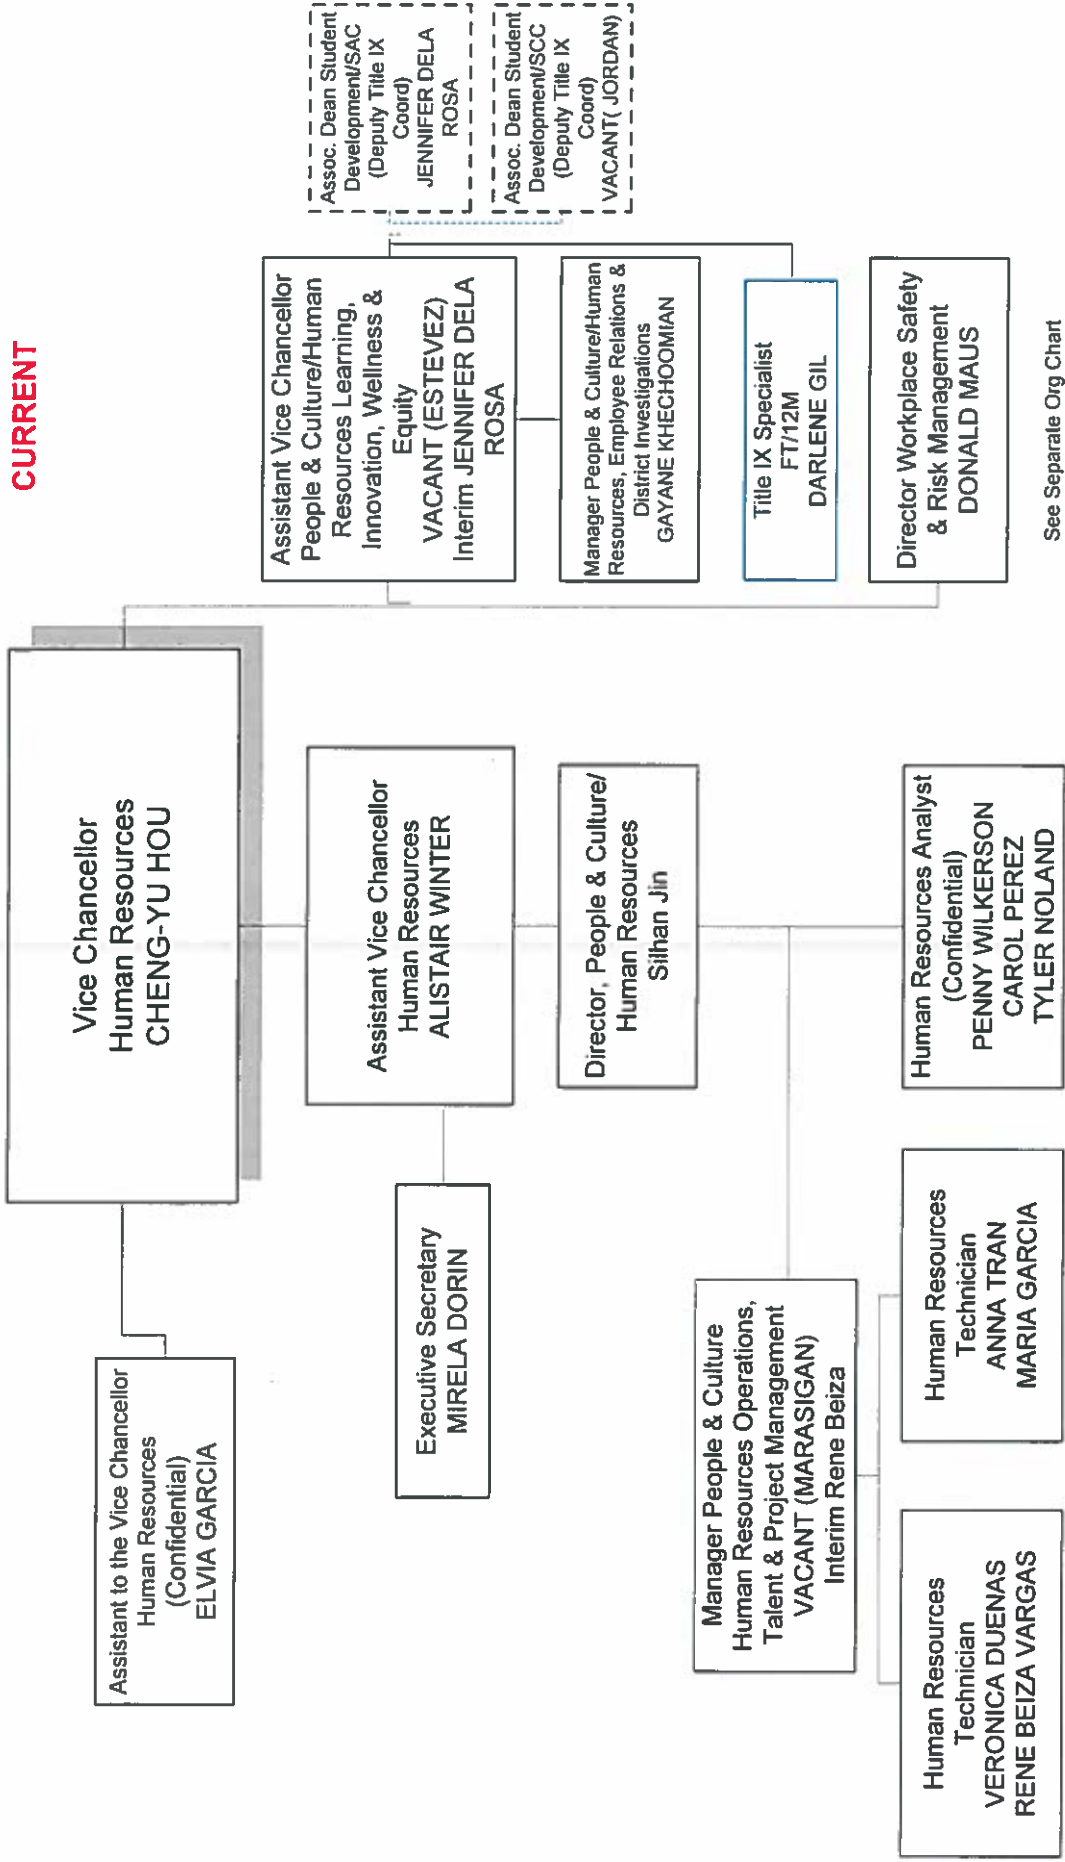 CURRENT
Vice Chancellor
Human Resources
CHENG-YU HOU
Assistant to the Vice Chancellor
Human Resources
(Confidential)
ELVIA GARCIA
Assistant Vice Chancellor
Human Resources
ALISTAIR WINTER
Executive Secretary
MIRELA DORIN
Director, People & Culture/
Human Resources
Silhan Jin
Manager People & Culture
Human Resources Operations,
Talent & Project Management
VACANT (MARASIGAN)
Interim Rene Beiza
Human Resources
Technician
VERONICA DUENAS
RENE BEIZA VARGAS
Human Resources
Technician
ANNA TRAN
MARIA GARCIA
Human Resources Analyst
(Confidential)
PENNY WILKERSON
CAROL PEREZ
TYLER NOLAND
Assistant Vice Chancellor
People & Culture/Human
Resources Learning,
Innovation, Wellness &
Equity
VACANT (ESTEVEZ)
Interim JENNIFER DELA
ROSA
Assoc. Dean Student
Development/SAC
(Deputy Title IX
Coord)
JENNIFER DELA
ROSA
Assoc. Dean Student
Development/SCC
(Deputy Title IX
Coord)
VACANT( JORDAN)
Manager People & Culture/Human
Resources, Employee Relations &
District Investigations
GAYANE KHECHOOMIAN
Title IX Specialist
FT/12M
DARLENE GIL
Director Workplace Safety
& Risk Management
DONALD MAUS
See Separate Org Chart